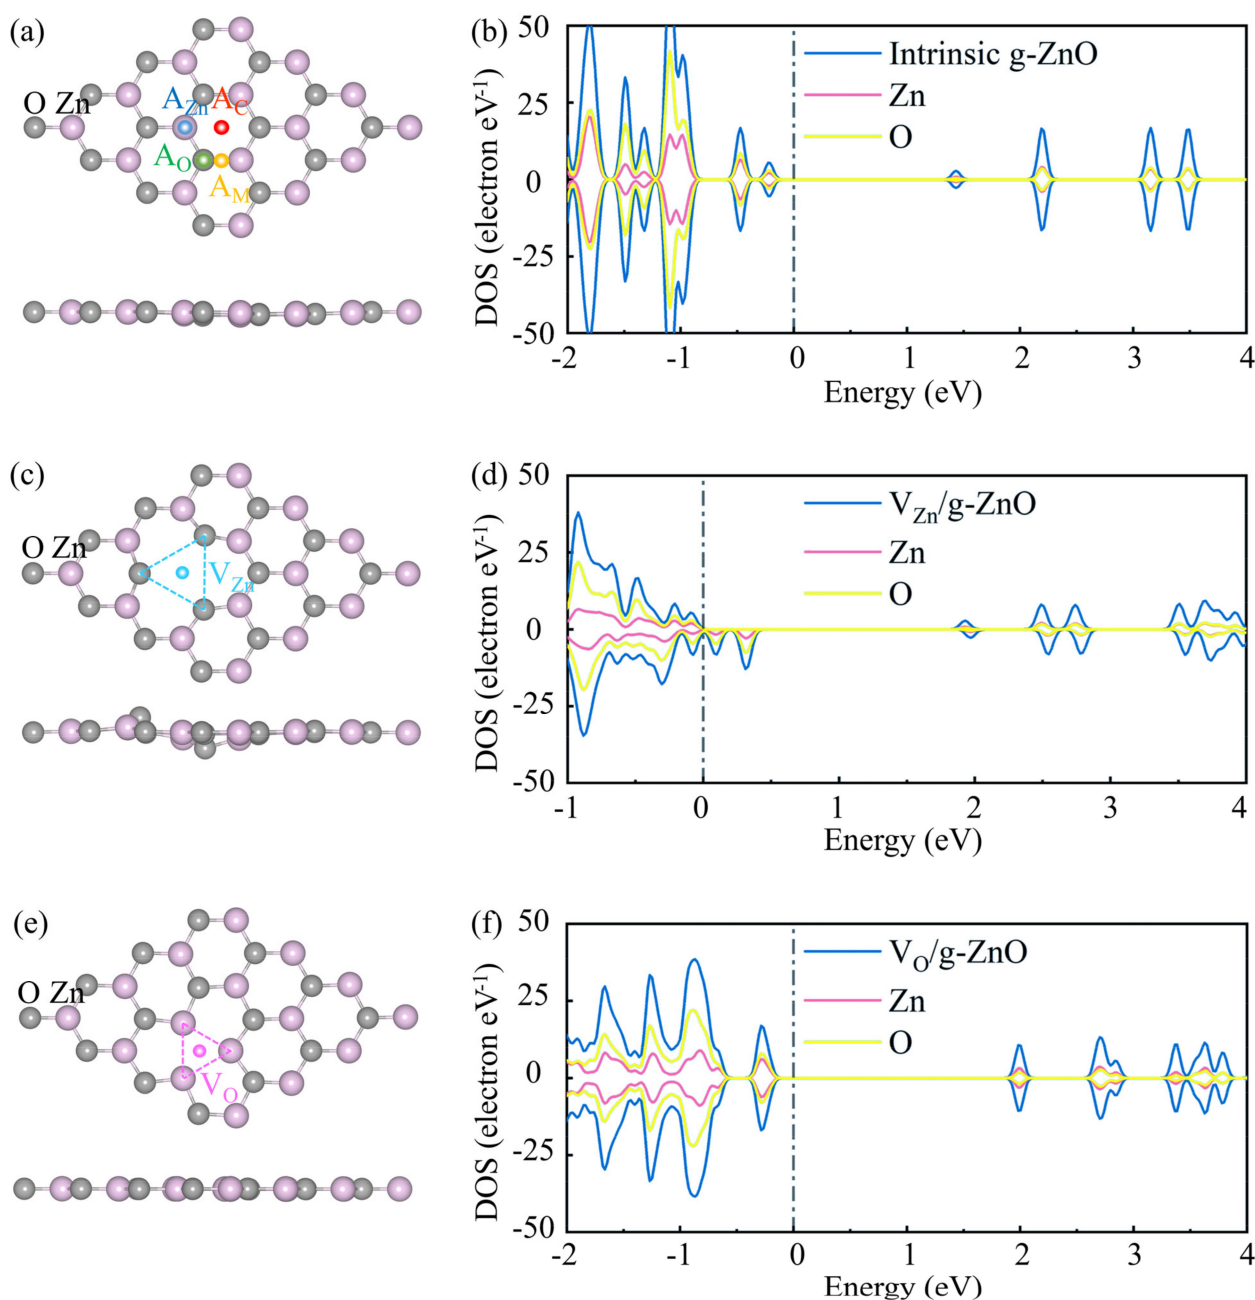 (a)
O Zn
A_Zn
A_C
A_O
A_M
(b)
DOS (electron eV⁻¹)
50
25
0
-25
-50
Intrinsic g-ZnO
Zn
O
-2
-1
0
1
2
3
4
Energy (eV)
(c)
O Zn
V_Zn
(d)
DOS (electron eV⁻¹)
50
25
0
-25
-50
V_Zn/g-ZnO
Zn
O
-1
0
1
2
3
4
Energy (eV)
(e)
O Zn
V_O
(f)
DOS (electron eV⁻¹)
50
25
0
-25
-50
V_O/g-ZnO
Zn
O
-2
-1
0
1
2
3
4
Energy (eV)